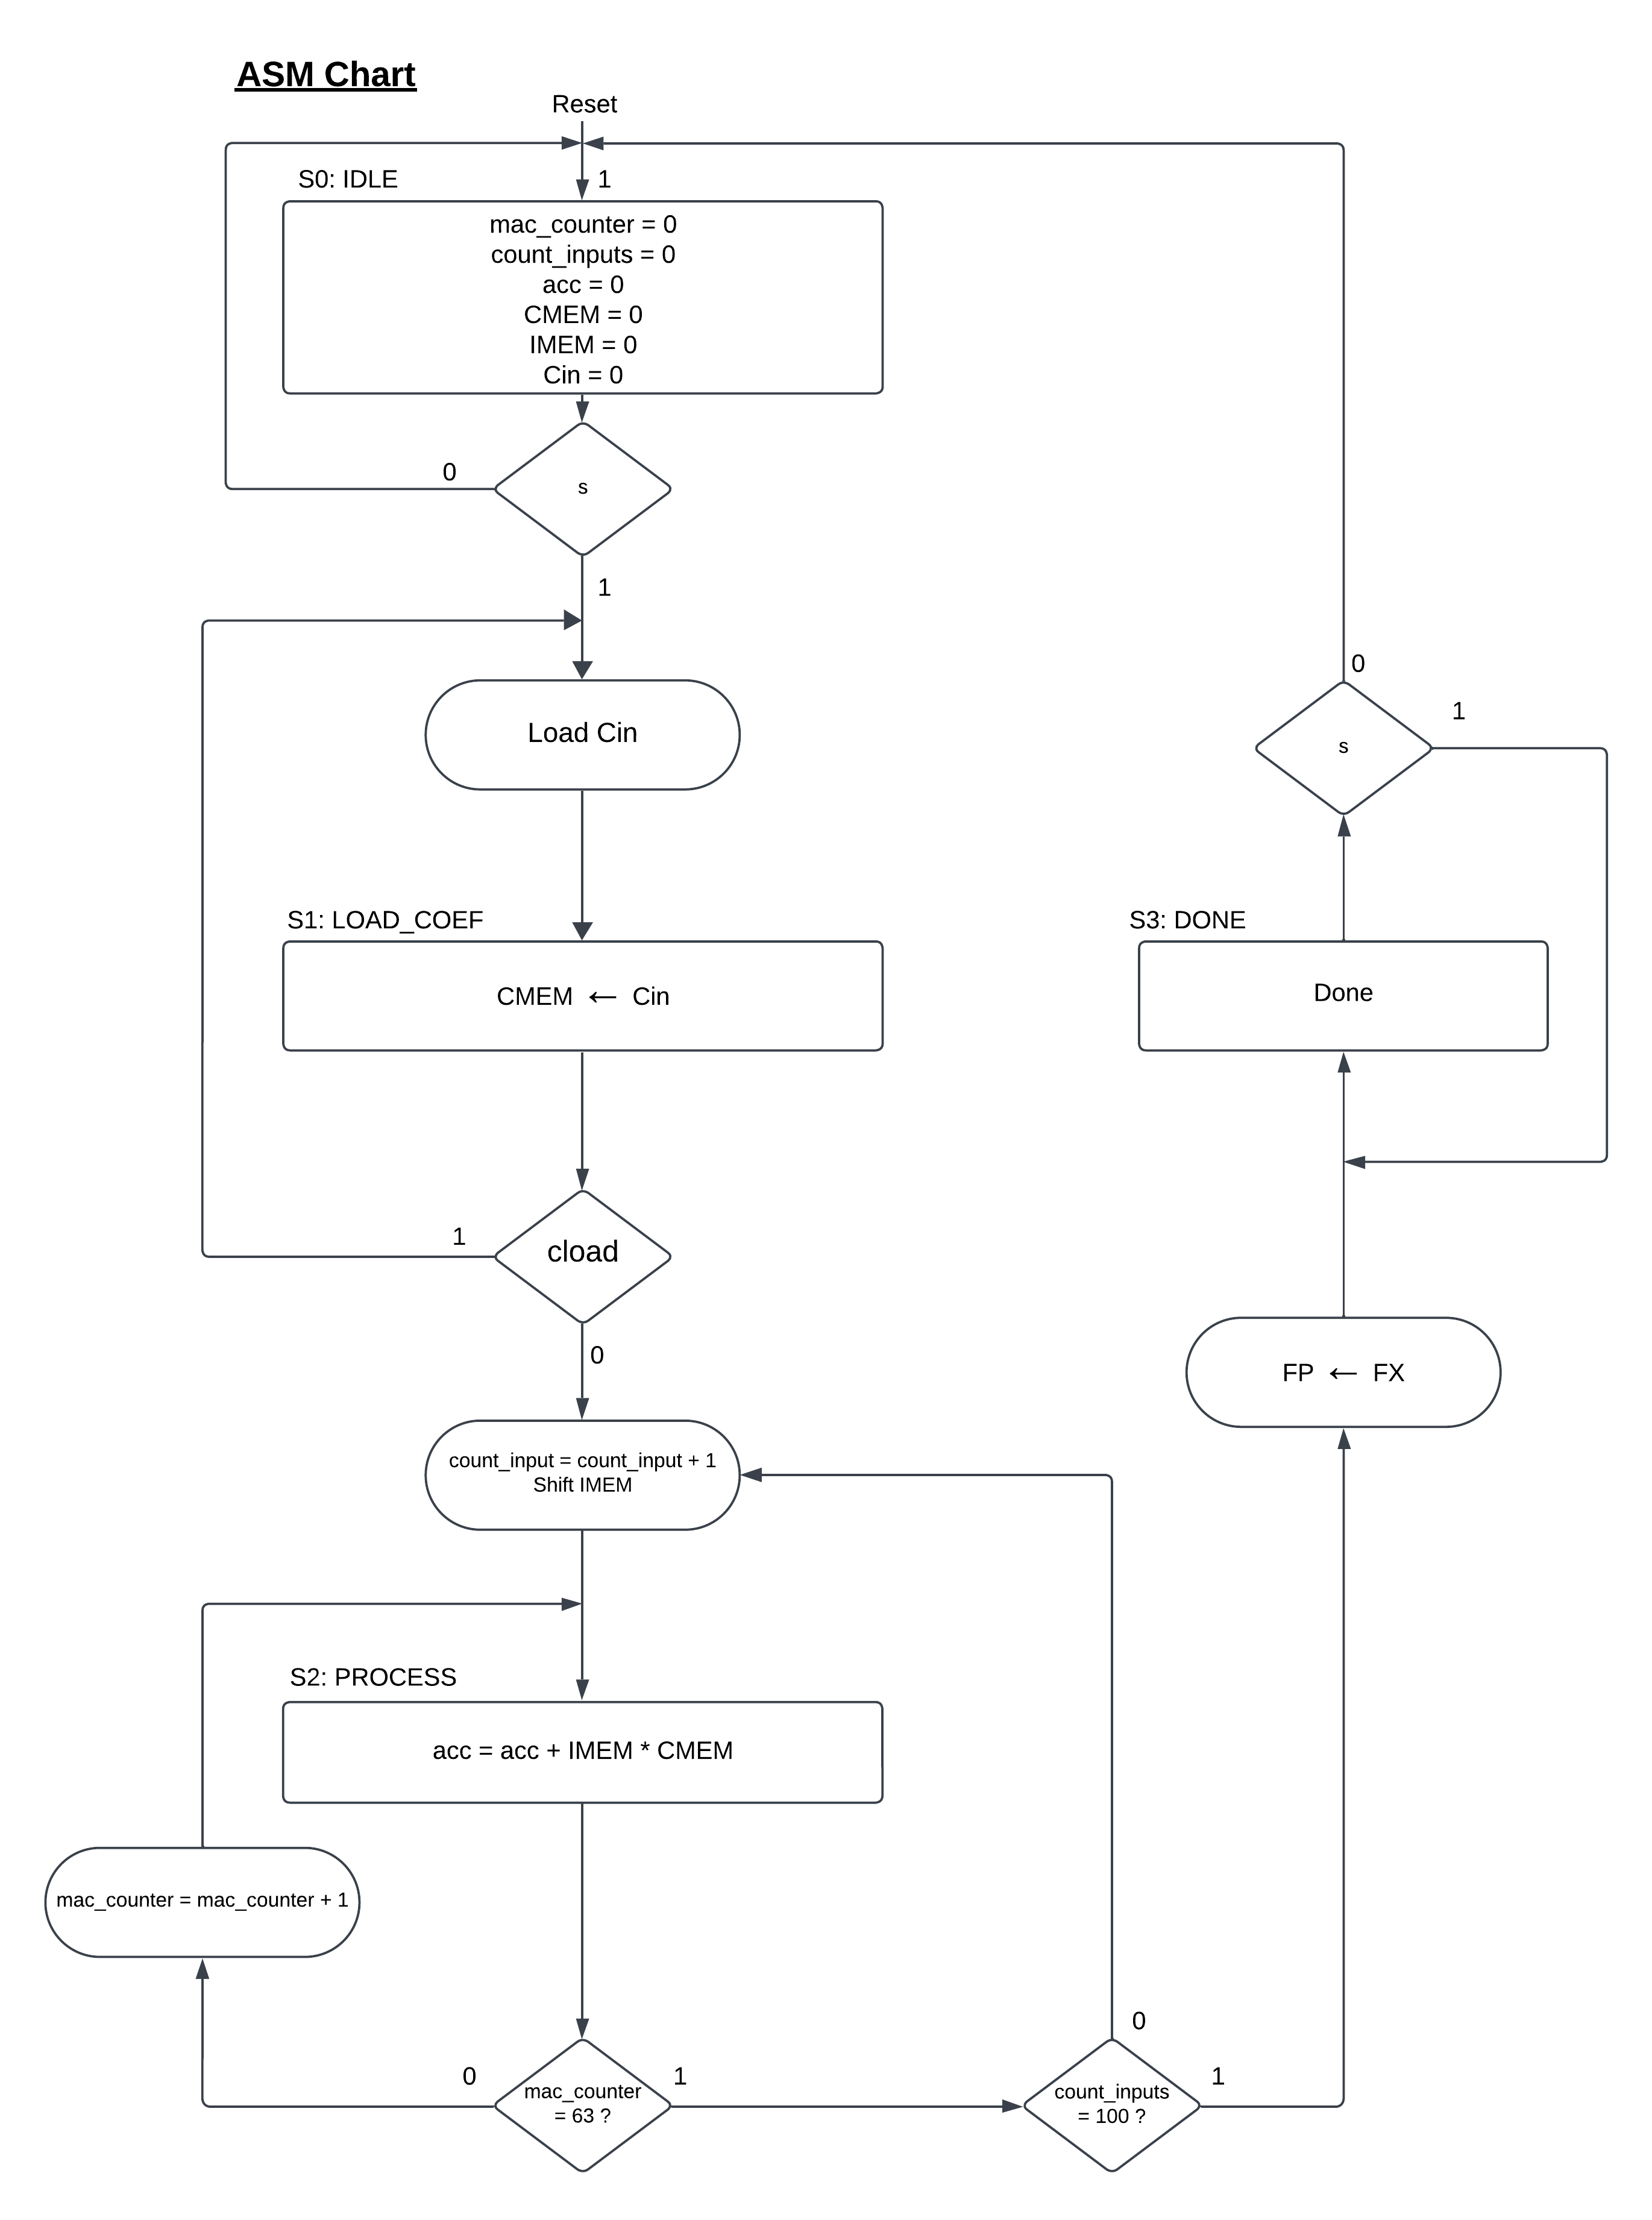 ASM Chart
Reset
S0: IDLE
1
mac_counter = 0
count_inputs = 0
acc = 0
CMEM = 0
IMEM = 0
Cin = 0
0
s
1
Load Cin
S1: LOAD_COEF
CMEM ← Cin
1
cload
0
count_input = count_input + 1
Shift IMEM
S2: PROCESS
acc = acc + IMEM * CMEM
mac_counter = mac_counter + 1
0
mac_counter
= 63 ?
1
count_inputs
= 100 ?
0
1
FP ← FX
S3: DONE
Done
s
0
1